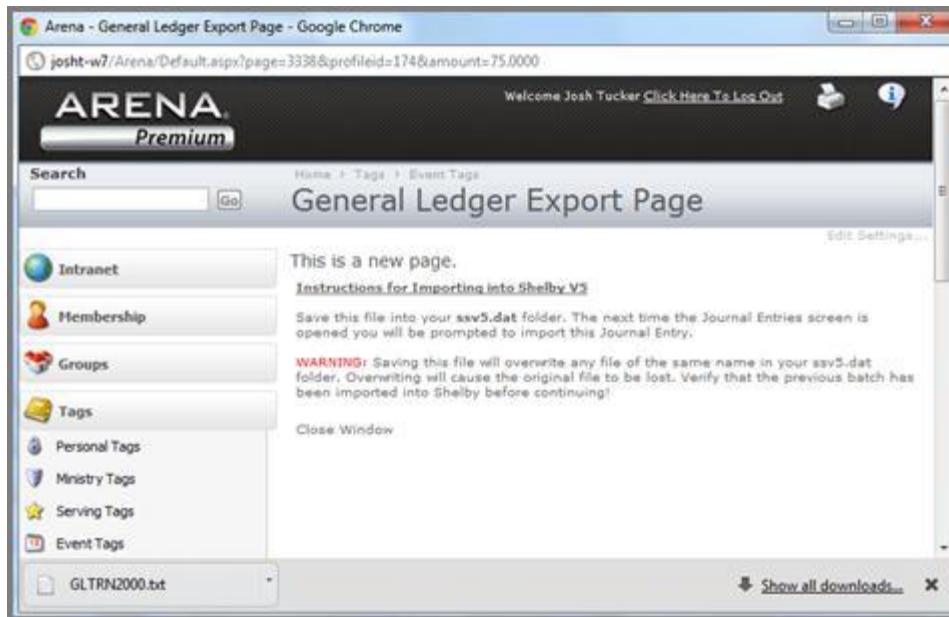 Arena - General Ledger Export Page - Google Chrome
josht-w7/Arena/Default.aspx?page=3338&profileid=174&amount=75.0000
ARENA
Premium
Welcome Josh Tucker Click Here To Log Out
Search
Go
Home > Tags > Event Tags
General Ledger Export Page
Edit Settings...
Intranet
Membership
Groups
Tags
Personal Tags
Ministry Tags
Serving Tags
Event Tags
This is a new page.
Instructions for Importing into Shelby V5
Save this file into your ssv5.dat folder. The next time the Journal Entries screen is
opened you will be prompted to import this Journal Entry.
WARNING: Saving this file will overwrite any file of the same name in your ssv5.dat
folder. Overwriting will cause the original file to be lost. Verify that the previous batch has
been imported into Shelby before continuing!
Close Window
GLTRN2000.txt
Show all downloads...